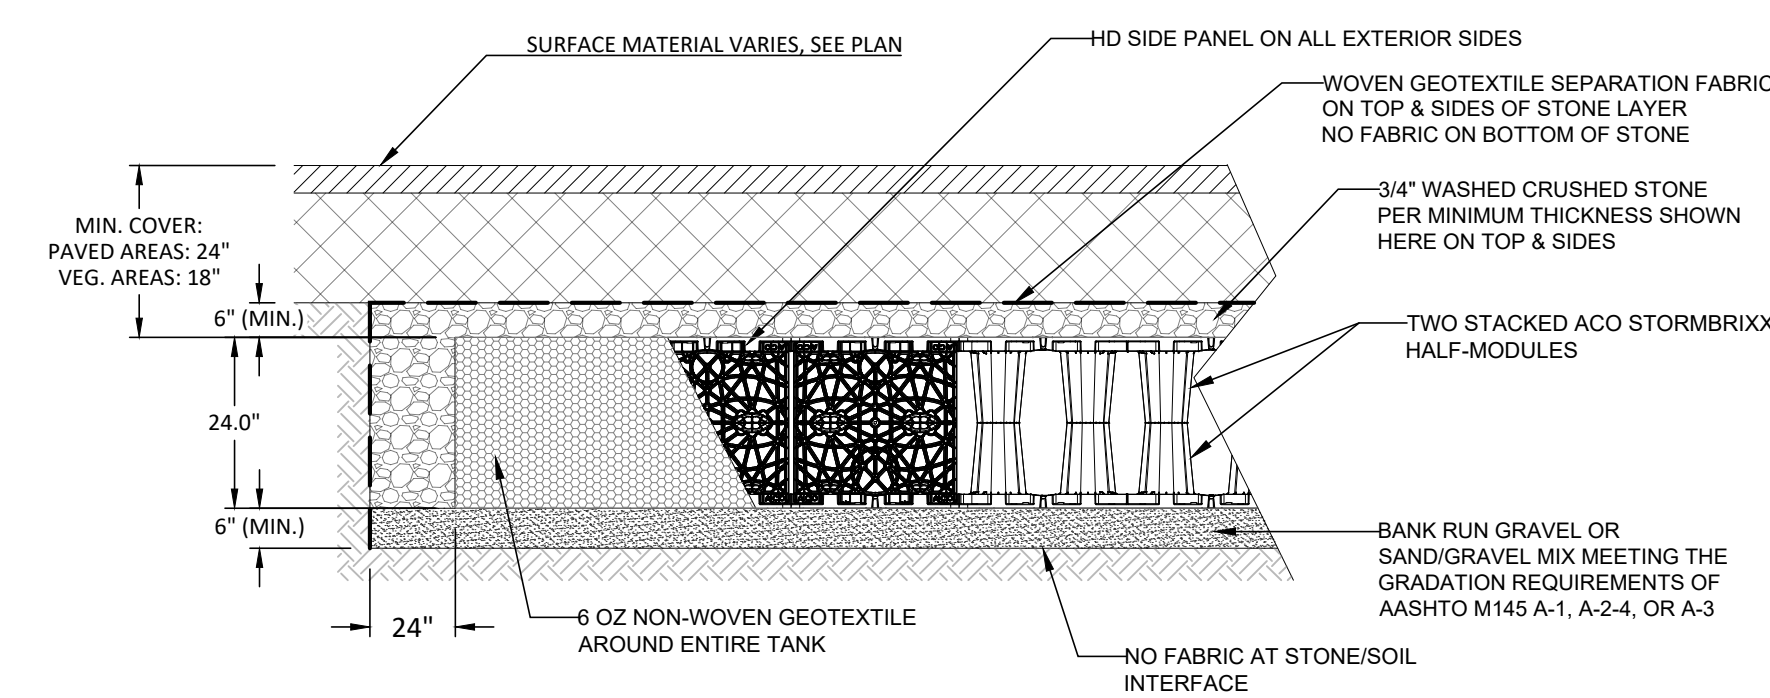 SURFACE MATERIAL VARIES, SEE PLAN
HD SIDE PANEL ON ALL EXTERIOR SIDES
WOVEN GEOTEXTILE SEPARATION FABRIC
ON TOP & SIDES OF STONE LAYER
NO FABRIC ON BOTTOM OF STONE
3/4" WASHED CRUSHED STONE
PER MINIMUM THICKNESS SHOWN
HERE ON TOP & SIDES
MIN. COVER:
PAVED AREAS: 24"
VEG. AREAS: 18"
6" (MIN.)
TWO STACKED ACO STORMBRIXX
HALF-MODULES
24.0"
6" (MIN.)
BANK RUN GRAVEL OR
SAND/GRAVEL MIX MEETING THE
GRADATION REQUIREMENTS OF
AASHTO M145 A-1, A-2-4, OR A-3
24"
6 OZ NON-WOVEN GEOTEXTILE
AROUND ENTIRE TANK
NO FABRIC AT STONE/SOIL
INTERFACE